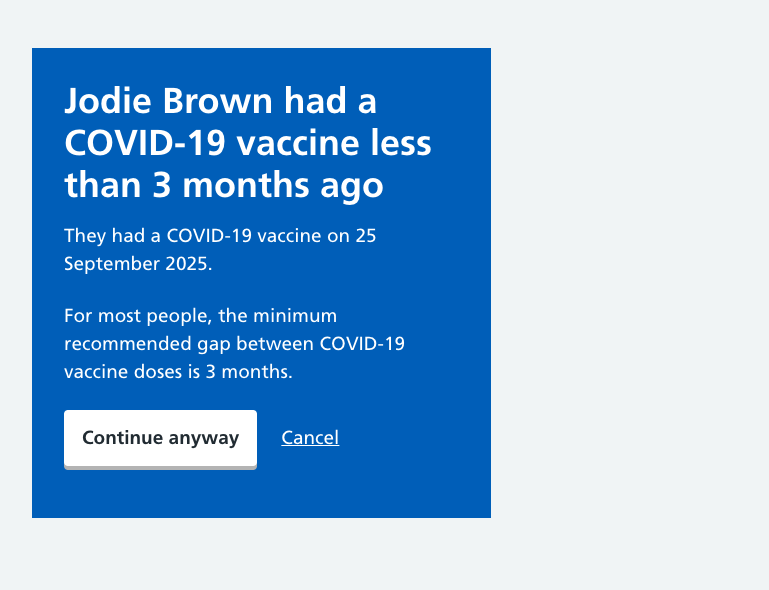 Jodie Brown had a
COVID-19 vaccine less
than 3 months ago
They had a COVID-19 vaccine on 25
September 2025.
For most people, the minimum
recommended gap between COVID-19
vaccine doses is 3 months.
Continue anyway
Cancel